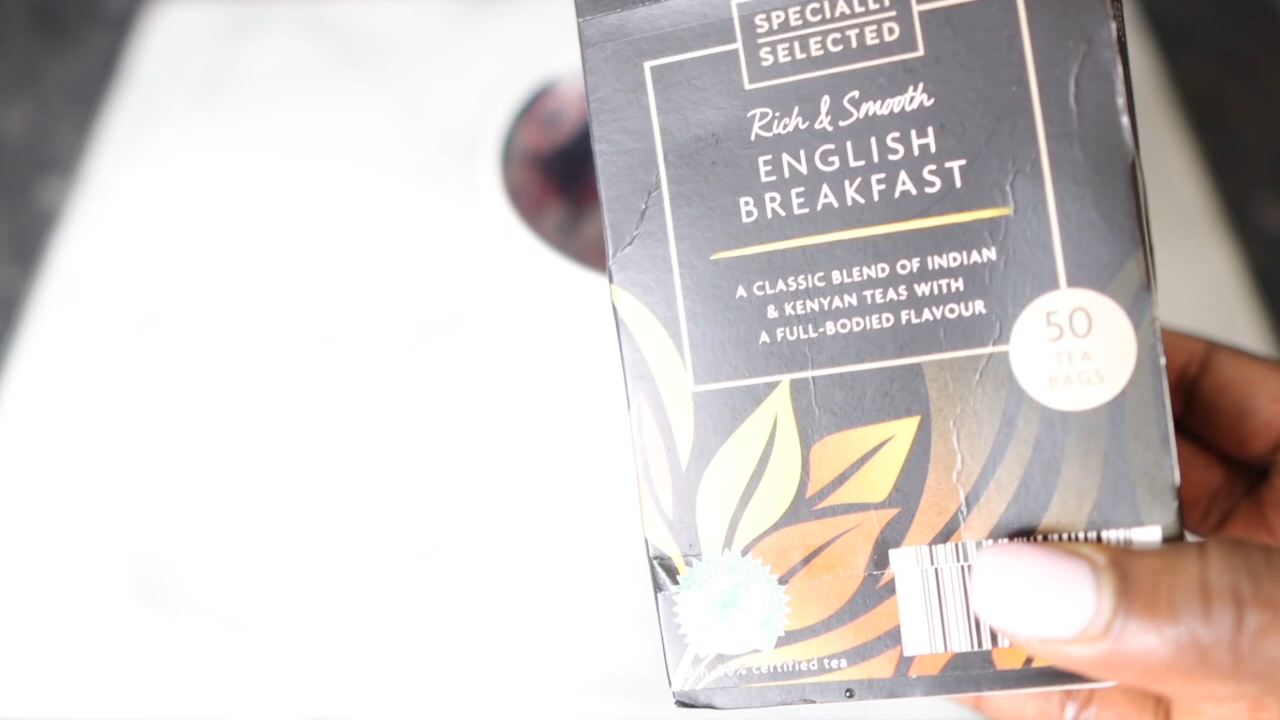 SPECIALLY
SELECTED
Rich & Smooth
ENGLISH
BREAKFAST
A CLASSIC BLEND OF INDIAN
& KENYAN TEAS WITH
A FULL-BODIED FLAVOUR
50
TEA
BAGS
certified tea